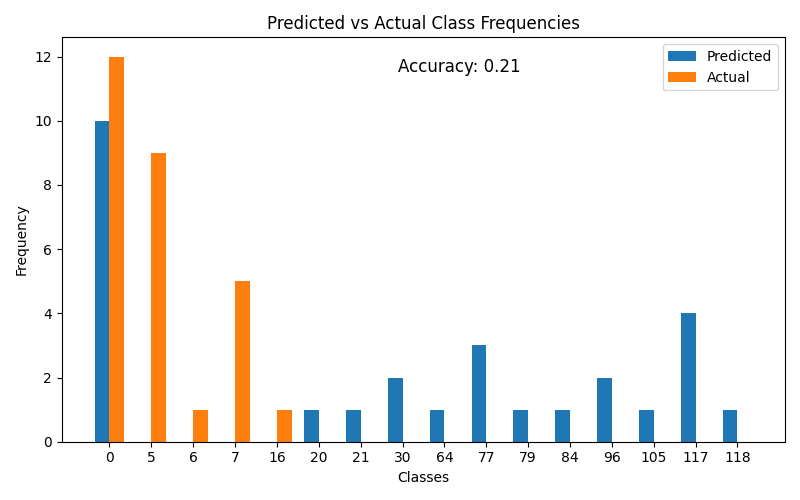 Predicted vs Actual Class Frequencies
Accuracy: 0.21
Predicted
Actual
Frequency
12
10
8
6
4
2
0
0 5 6 7 16 20 21 30 64 77 79 84 96 105 117 118
Classes